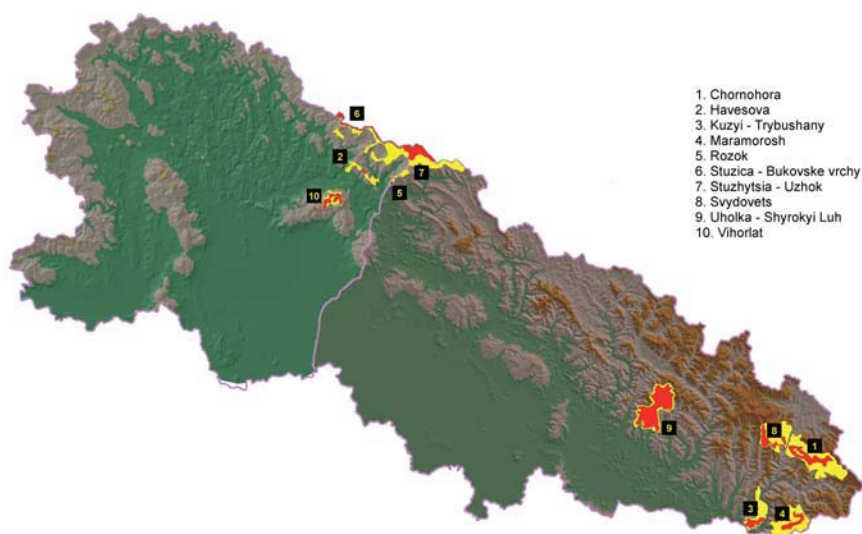 1. Chornohora
2. Havesova
3. Kuzyi - Trybushany
4. Maramorosh
5. Rozok
6. Stuzica - Bukovske vrchy
7. Stuzhytsia - Uzhok
8. Svydovets
9. Uholka - Shyrokyi Luh
10. Vihorlat
6
2
7
5
10
9
8
1
3
4